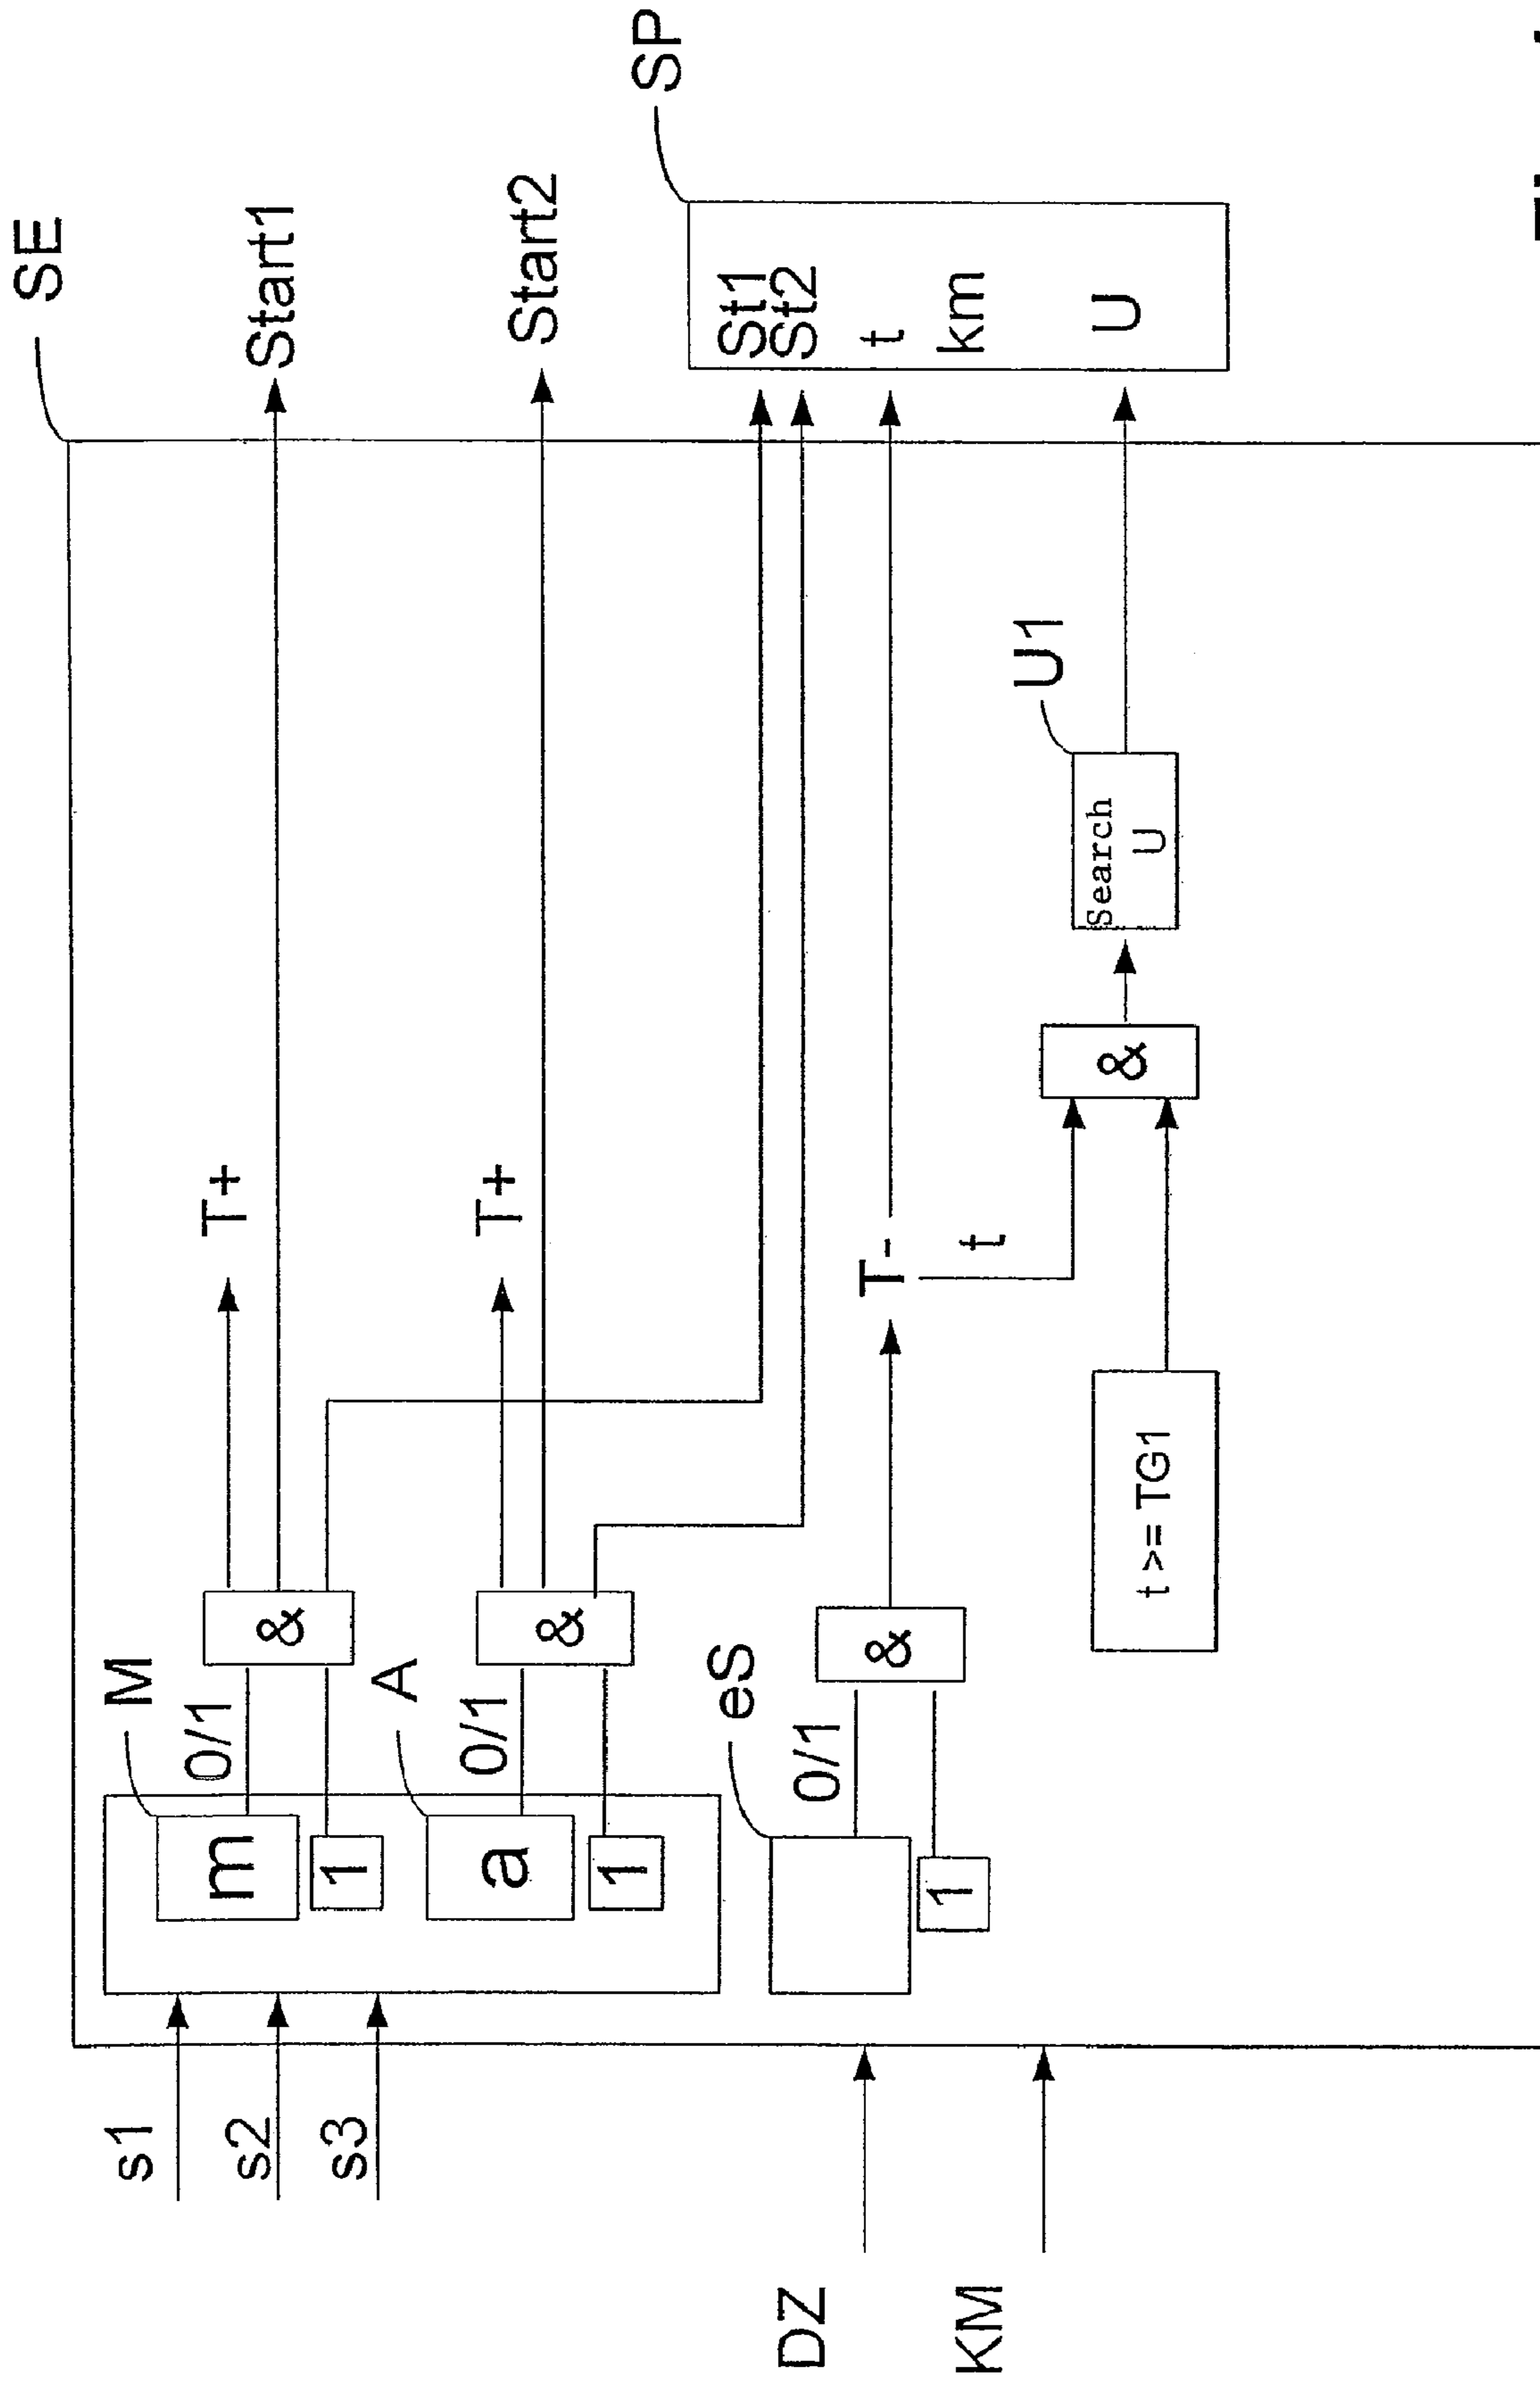 SE
s1
s2
s3
M
m
0/1
1
&
T+
Start1
A
a
0/1
1
&
T+
Start2
SP
St1
St2
t
km
U
eS
0/1
1
&
T-
t
DZ
KM
t >= TG1
&
Search
U
U1